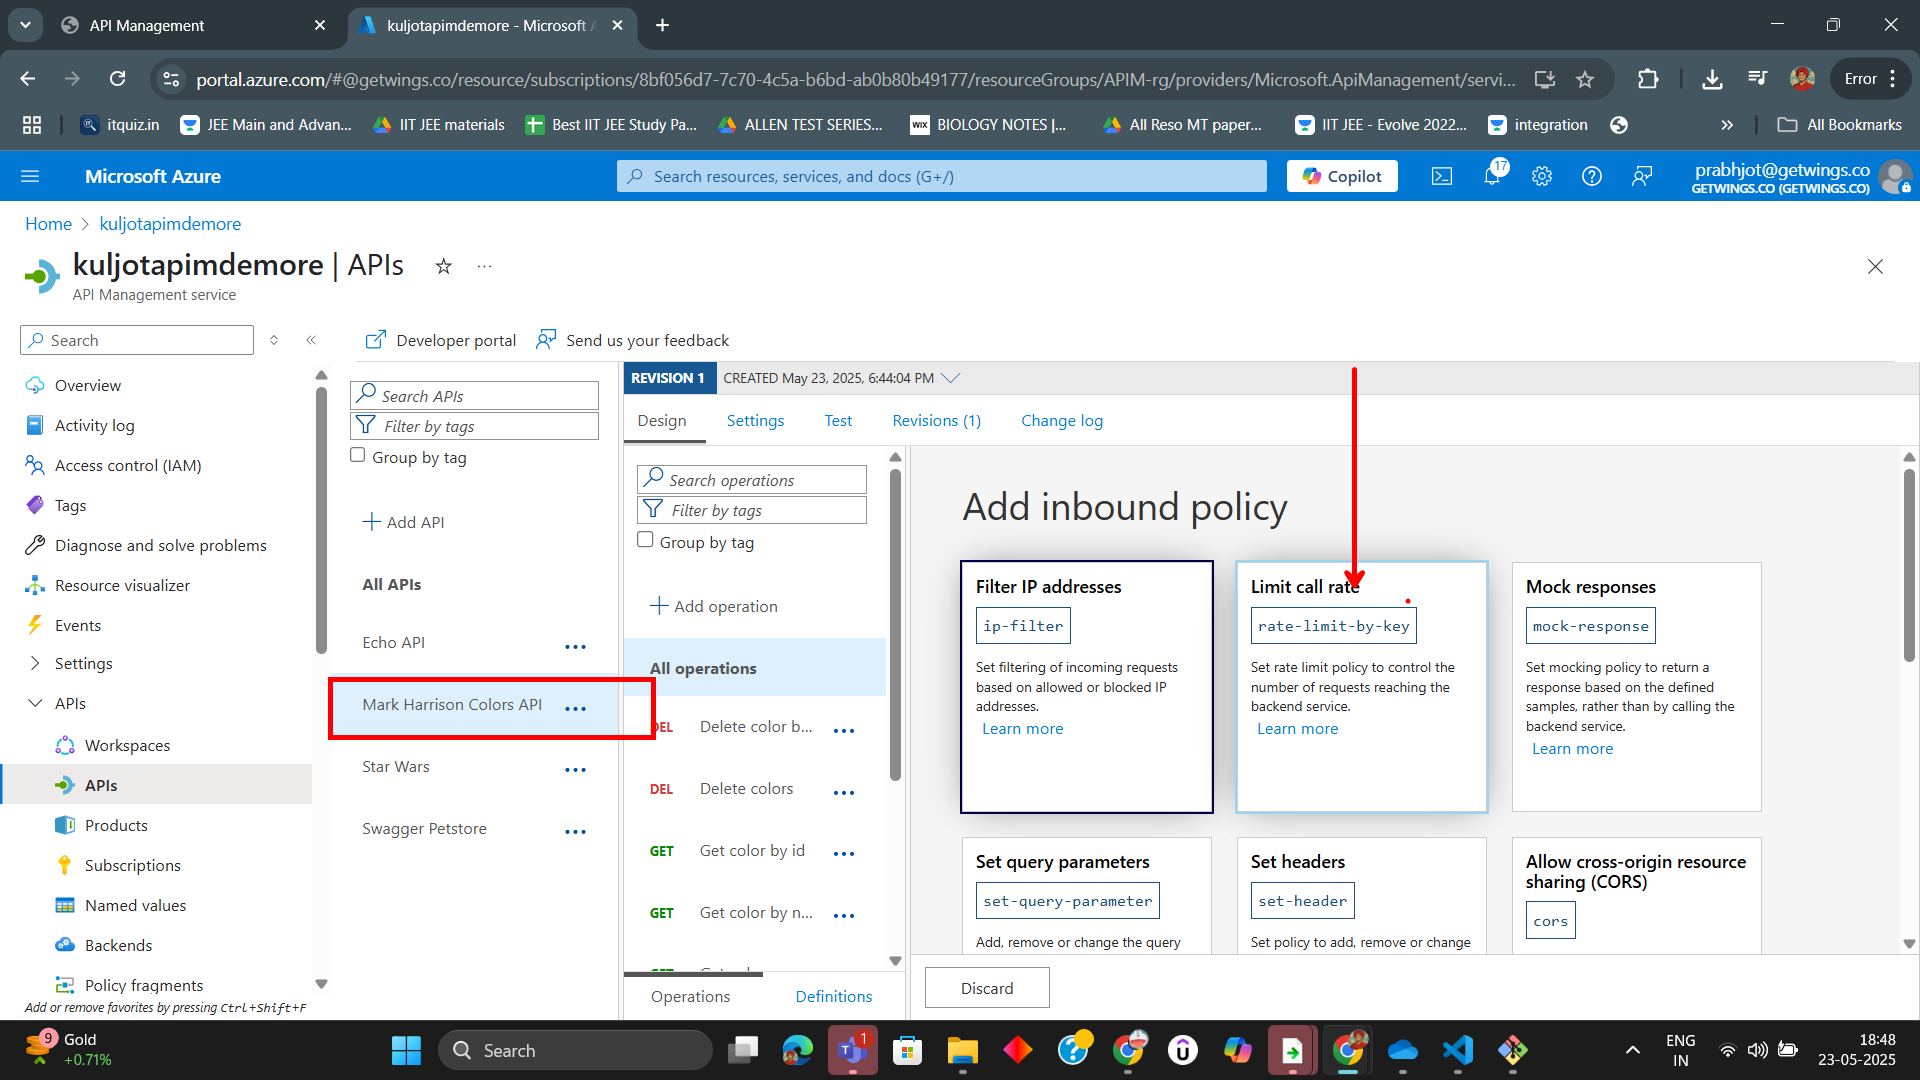 API Management
kuljotapimdemore - Microsoft A
portal.azure.com/#@getwings.co/resource/subscriptions/8bf056d7-7c70-4c5a-b6bd-ab0b80b49177/resourceGroups/APIM-rg/providers/Microsoft.ApiManagement/servi...
Error
itquiz.in
JEE Main and Advan...
IIT JEE materials
Best IIT JEE Study Pa...
ALLEN TEST SERIES...
WIX
BIOLOGY NOTES |...
All Reso MT paper...
IIT JEE - Evolve 2022...
integration
All Bookmarks
Microsoft Azure
Search resources, services, and docs (G+/)
Copilot
17
prabhjot@getwings.co
GETWINGS.CO (GETWINGS.CO)
Home
kuljotapimdemore
kuljotapimdemore | APIs
API Management service
Search
Overview
Activity log
Access control (IAM)
Tags
Diagnose and solve problems
Resource visualizer
Events
Settings
APIs
Workspaces
APIs
Products
Subscriptions
Named values
Backends
Policy fragments
Add or remove favorites by pressing Ctrl+Shift+F
Developer portal
Send us your feedback
Search APIs
Filter by tags
Group by tag
Add API
All APIs
Echo API
Mark Harrison Colors API
Star Wars
Swagger Petstore
REVISION 1
CREATED May 23, 2025, 6:44:04 PM
Design
Settings
Test
Revisions (1)
Change log
Search operations
Filter by tags
Group by tag
Add operation
All operations
DEL Delete color b...
DEL Delete colors
GET Get color by id
GET Get color by n...
Operations
Definitions
Add inbound policy
Filter IP addresses
ip-filter
Set filtering of incoming requests
based on allowed or blocked IP
addresses.
Learn more
Limit call rate
rate-limit-by-key
Set rate limit policy to control the
number of requests reaching the
backend service.
Learn more
Mock responses
mock-response
Set mocking policy to return a
response based on the defined
samples, rather than by calling the
backend service.
Learn more
Set query parameters
set-query-parameter
Add, remove or change the query
Set headers
set-header
Set policy to add, remove or change
Allow cross-origin resource
sharing (CORS)
cors
Discard
9
Gold
+0.71%
Search
1
ENG
IN
18:48
23-05-2025